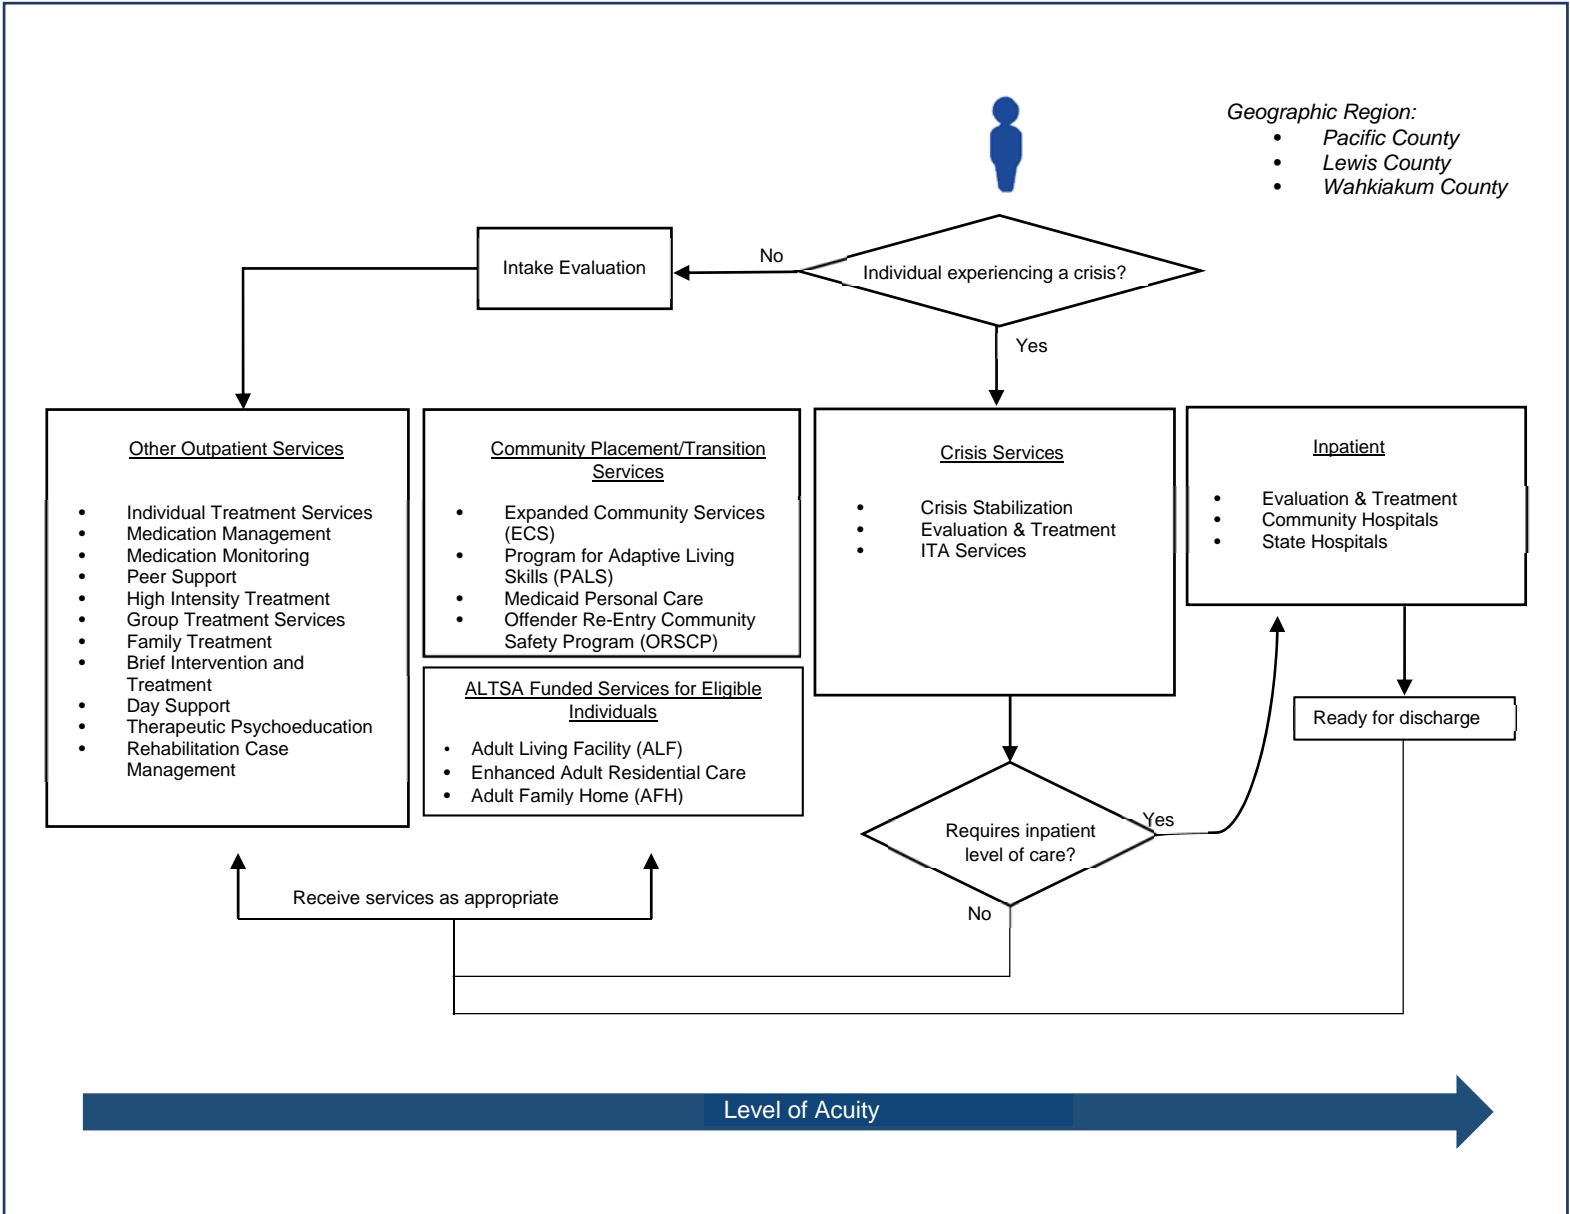 Geographic Region:
• Pacific County
• Lewis County
• Wahkiakum County
Individual experiencing a crisis?
No
Intake Evaluation
Yes
Other Outpatient Services
• Individual Treatment Services
• Medication Management
• Medication Monitoring
• Peer Support
• High Intensity Treatment
• Group Treatment Services
• Family Treatment
• Brief Intervention and
Treatment
• Day Support
• Therapeutic Psychoeducation
• Rehabilitation Case
Management
Community Placement/Transition
Services
• Expanded Community Services
(ECS)
• Program for Adaptive Living
Skills (PALS)
• Medicaid Personal Care
• Offender Re-Entry Community
Safety Program (ORSCP)
ALTSA Funded Services for Eligible
Individuals
• Adult Living Facility (ALF)
• Enhanced Adult Residential Care
• Adult Family Home (AFH)
Crisis Services
• Crisis Stabilization
• Evaluation & Treatment
• ITA Services
Inpatient
• Evaluation & Treatment
• Community Hospitals
• State Hospitals
Ready for discharge
Requires inpatient
level of care?
Yes
No
Receive services as appropriate
Level of Acuity